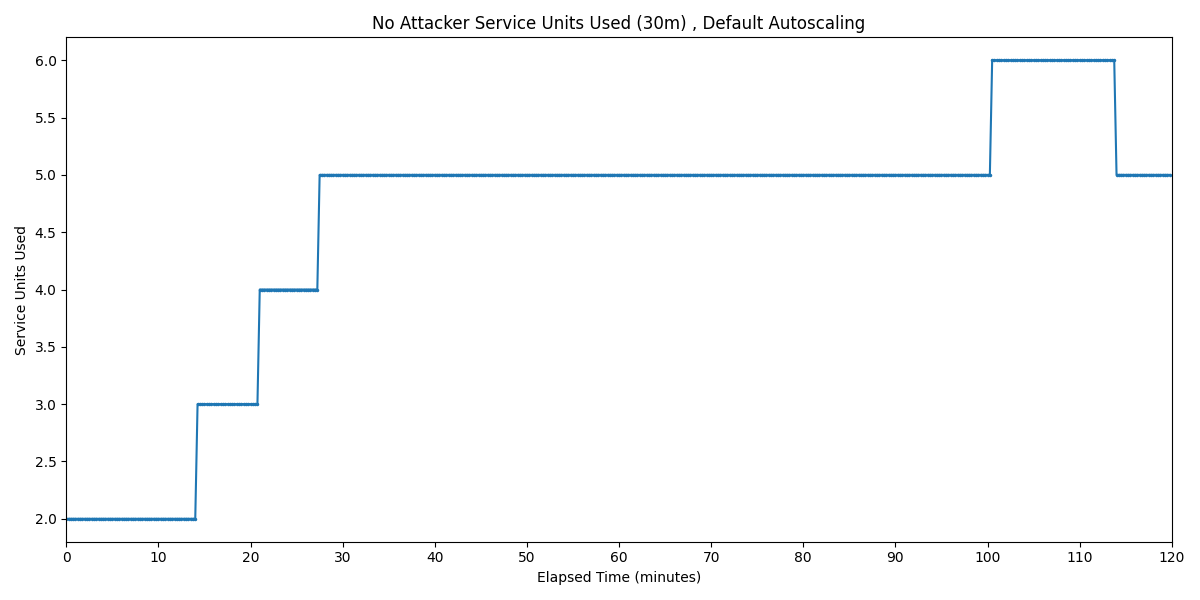 No Attacker Service Units Used (30m) , Default Autoscaling
6.0
5.5
5.0
4.5
4.0
3.5
3.0
2.5
2.0
Service Units Used
0 10 20 30 40 50 60 70 80 90 100 110 120
Elapsed Time (minutes)